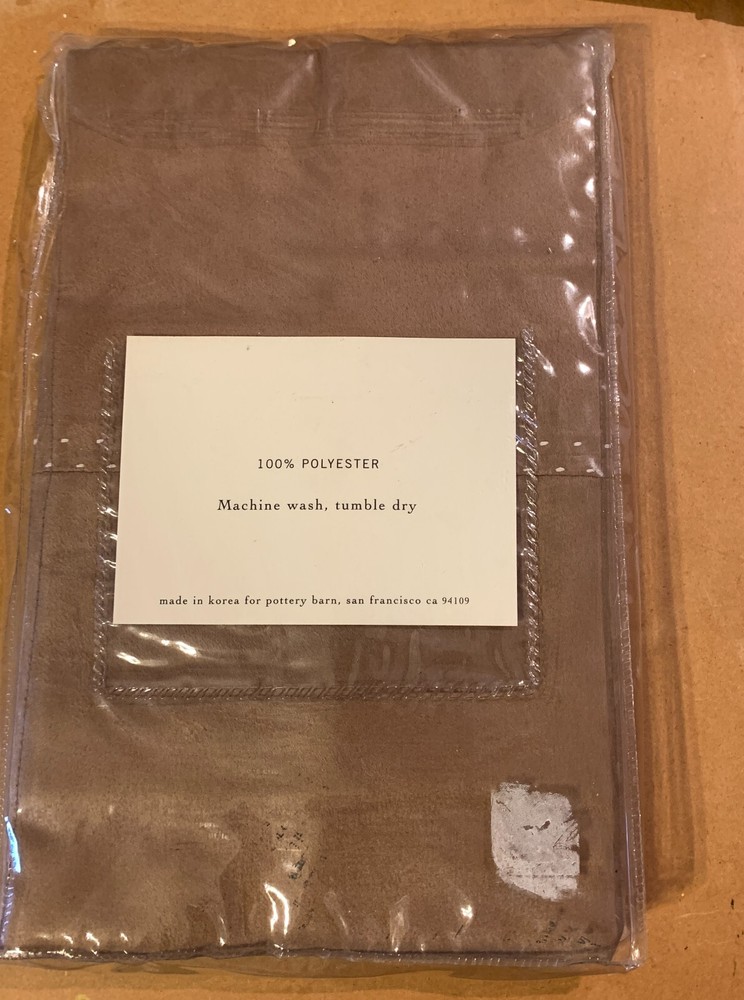 100% POLYESTER
Machine wash, tumble dry
made in korea for pottery barn, san francisco ca 94109